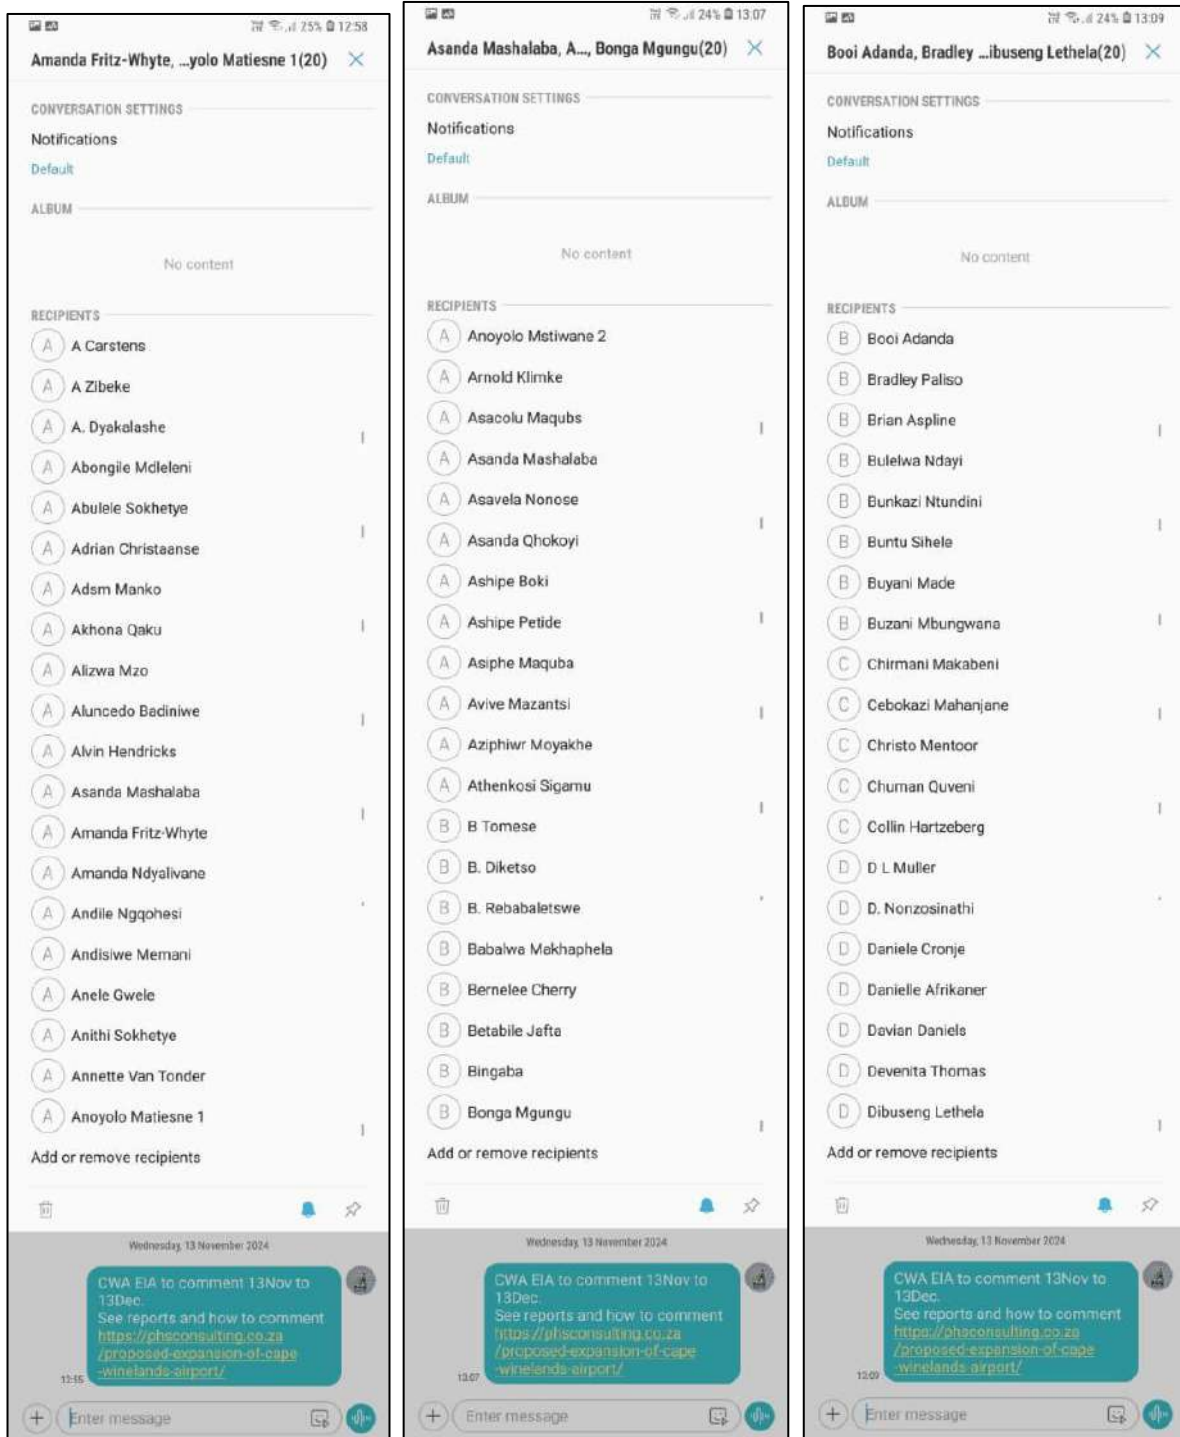 25% 12:58
Amanda Fritz-Whyte, ...yolo Matiesne 1(20)
CONVERSATION SETTINGS
Notifications
Default
ALBUM
No content
RECIPIENTS
A A Carstens
A A Zibeke
A A. Dyakalashe
A Abongile Mdleleni
A Abulele Sokhetye
A Adrian Christaanse
A Adsm Manko
A Akhona Qaku
A Alizwa Mzo
A Aluncedo Badiniwe
A Alvin Hendricks
A Asanda Mashalaba
A Amanda Fritz-Whyte
A Amanda Ndyalivane
A Andile Ngqohesi
A Andisiwe Memani
A Anele Gwele
A Anithi Sokhetye
A Annette Van Tonder
A Anoyolo Matiesne 1
Add or remove recipients
Wednesday, 13 November 2024
CWA EIA to comment 13Nov to
13Dec.
See reports and how to comment
https://phsconsulting.co.za
/proposed-expansion-of-cape
-winelands-airport/
Enter message
24% 13:07
Asanda Mashalaba, A..., Bonga Mgungu(20)
CONVERSATION SETTINGS
Notifications
Default
ALBUM
No content
RECIPIENTS
A Anoyolo Mstiwane 2
A Arnold Klimke
A Asacolu Maqubs
A Asanda Mashalaba
A Asavela Nonose
A Asanda Qhokoyi
A Ashipe Boki
A Ashipe Petide
A Asiphe Maquba
A Avive Mazantsi
A Aziphiwr Moyakhe
A Athenkosi Sigamu
B B Tomese
B B. Diketso
B B. Rebabaletswe
B Babalwa Makhaphela
B Bernelee Cherry
B Betabile Jafta
B Bingaba
B Bonga Mgungu
Add or remove recipients
Wednesday, 13 November 2024
CWA EIA to comment 13Nov to
13Dec.
See reports and how to comment
https://phsconsulting.co.za
/proposed-expansion-of-cape
-winelands-airport/
13:07
Enter message
24% 13:09
Booi Adanda, Bradley ...ibuseng Lethela(20)
CONVERSATION SETTINGS
Notifications
Default
ALBUM
No content
RECIPIENTS
B Booi Adanda
B Bradley Paliso
B Brian Aspline
B Bulelwa Ndayi
B Bunkazi Ntundini
B Buntu Sihele
B Buyani Made
B Buzani Mbungwana
C Chirmani Makabeni
C Cebokazi Mahanjane
C Christo Mentoor
C Chuman Quveni
C Collin Hartzeberg
D D L Muller
D D. Nonzosinathi
D Daniele Cronje
D Danielle Afrikaner
D Davian Daniels
D Devenita Thomas
D Dibuseng Lethela
Add or remove recipients
Wednesday, 13 November 2024
CWA EIA to comment 13Nov to
13Dec.
See reports and how to comment
https://phsconsulting.co.za
/proposed-expansion-of-cape
-winelands-airport/
13:09
Enter message